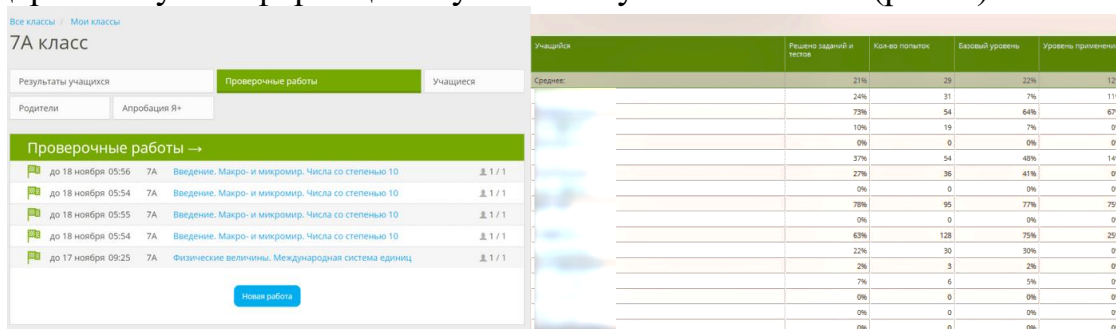 Все классы / Мои классы
7А класс
Результаты учащихся
Проверочные работы
Учащиеся
Родители
Апробация Я+
Проверочные работы →
до 18 ноября 05:56 7А Введение. Макро- и микромир. Числа со степенью 10 1 / 1
до 18 ноября 05:54 7А Введение. Макро- и микромир. Числа со степенью 10 1 / 1
до 18 ноября 05:55 7А Введение. Макро- и микромир. Числа со степенью 10 1 / 1
до 18 ноября 05:54 7А Введение. Макро- и микромир. Числа со степенью 10 1 / 1
до 17 ноября 09:25 7А Физические величины. Международная система единиц 1 / 1
Новая работа
Учащийся Решено заданий и Кол-во попыток Базовый уровень Уровень применени
тестов
Среднее: 21% 29 22% 12
24% 31 7% 11
73% 54 64% 67
10% 19 7% 0
0% 0 0% 0
37% 54 48% 14
27% 36 41% 0
0% 0 0% 0
78% 95 77% 75
0% 0 0% 0
63% 128 75% 25
22% 30 30% 0
2% 3 2% 0
7% 6 5% 0
0% 0 0% 0
0% 0 0% 0
0% 0 0% 0